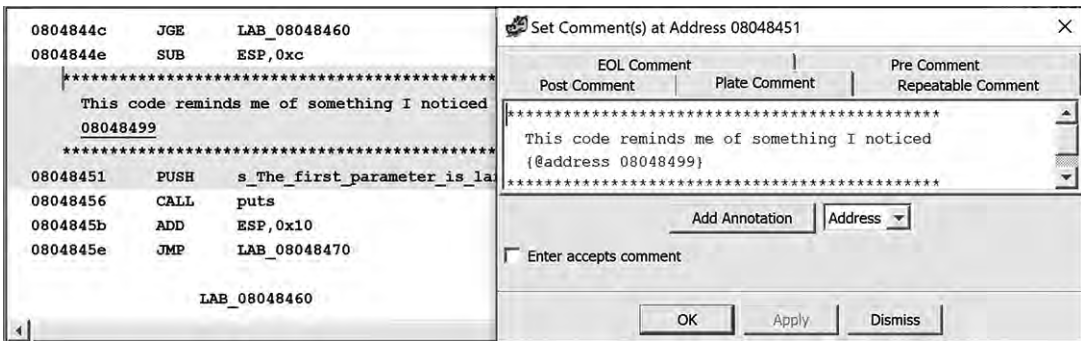 0804844c JGE LAB_08048460
0804844e SUB ESP,0xc
************************************************
This code reminds me of something I noticed
08048499
************************************************
08048451 PUSH s_The_first_parameter_is_la
08048456 CALL puts
0804845b ADD ESP,0x10
0804845e JMP LAB_08048470
LAB_08048460
Set Comment(s) at Address 08048451
EOL Comment Pre Comment
Post Comment Plate Comment Repeatable Comment
************************************************
This code reminds me of something I noticed
{@address 08048499}
************************************************
Add Annotation Address
Enter accepts comment
OK Apply Dismiss